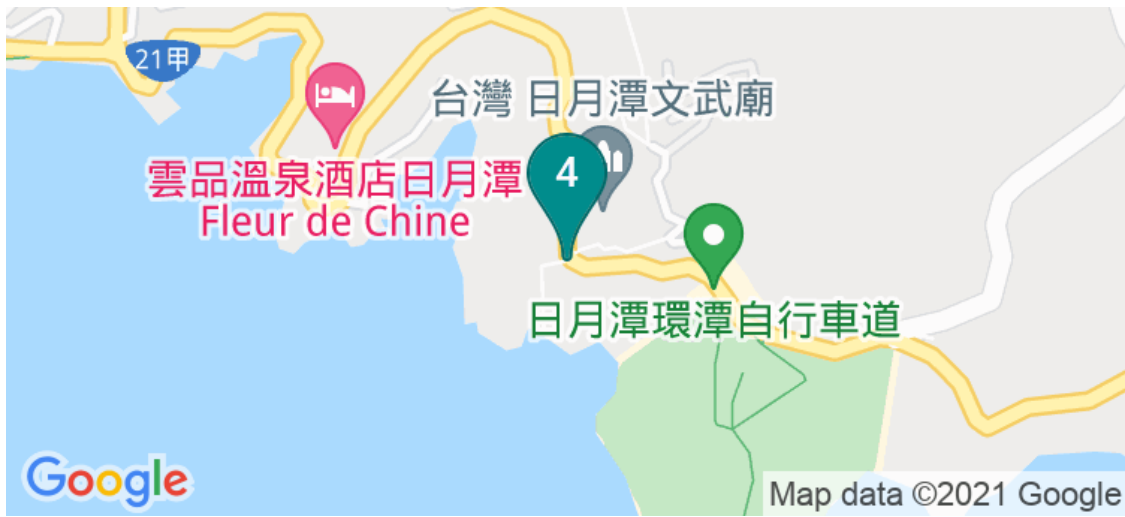 21甲
台灣 日月潭文武廟
4
雲品溫泉酒店日月潭
Fleur de Chine
日月潭環潭自行車道
Google
Map data ©2021 Google